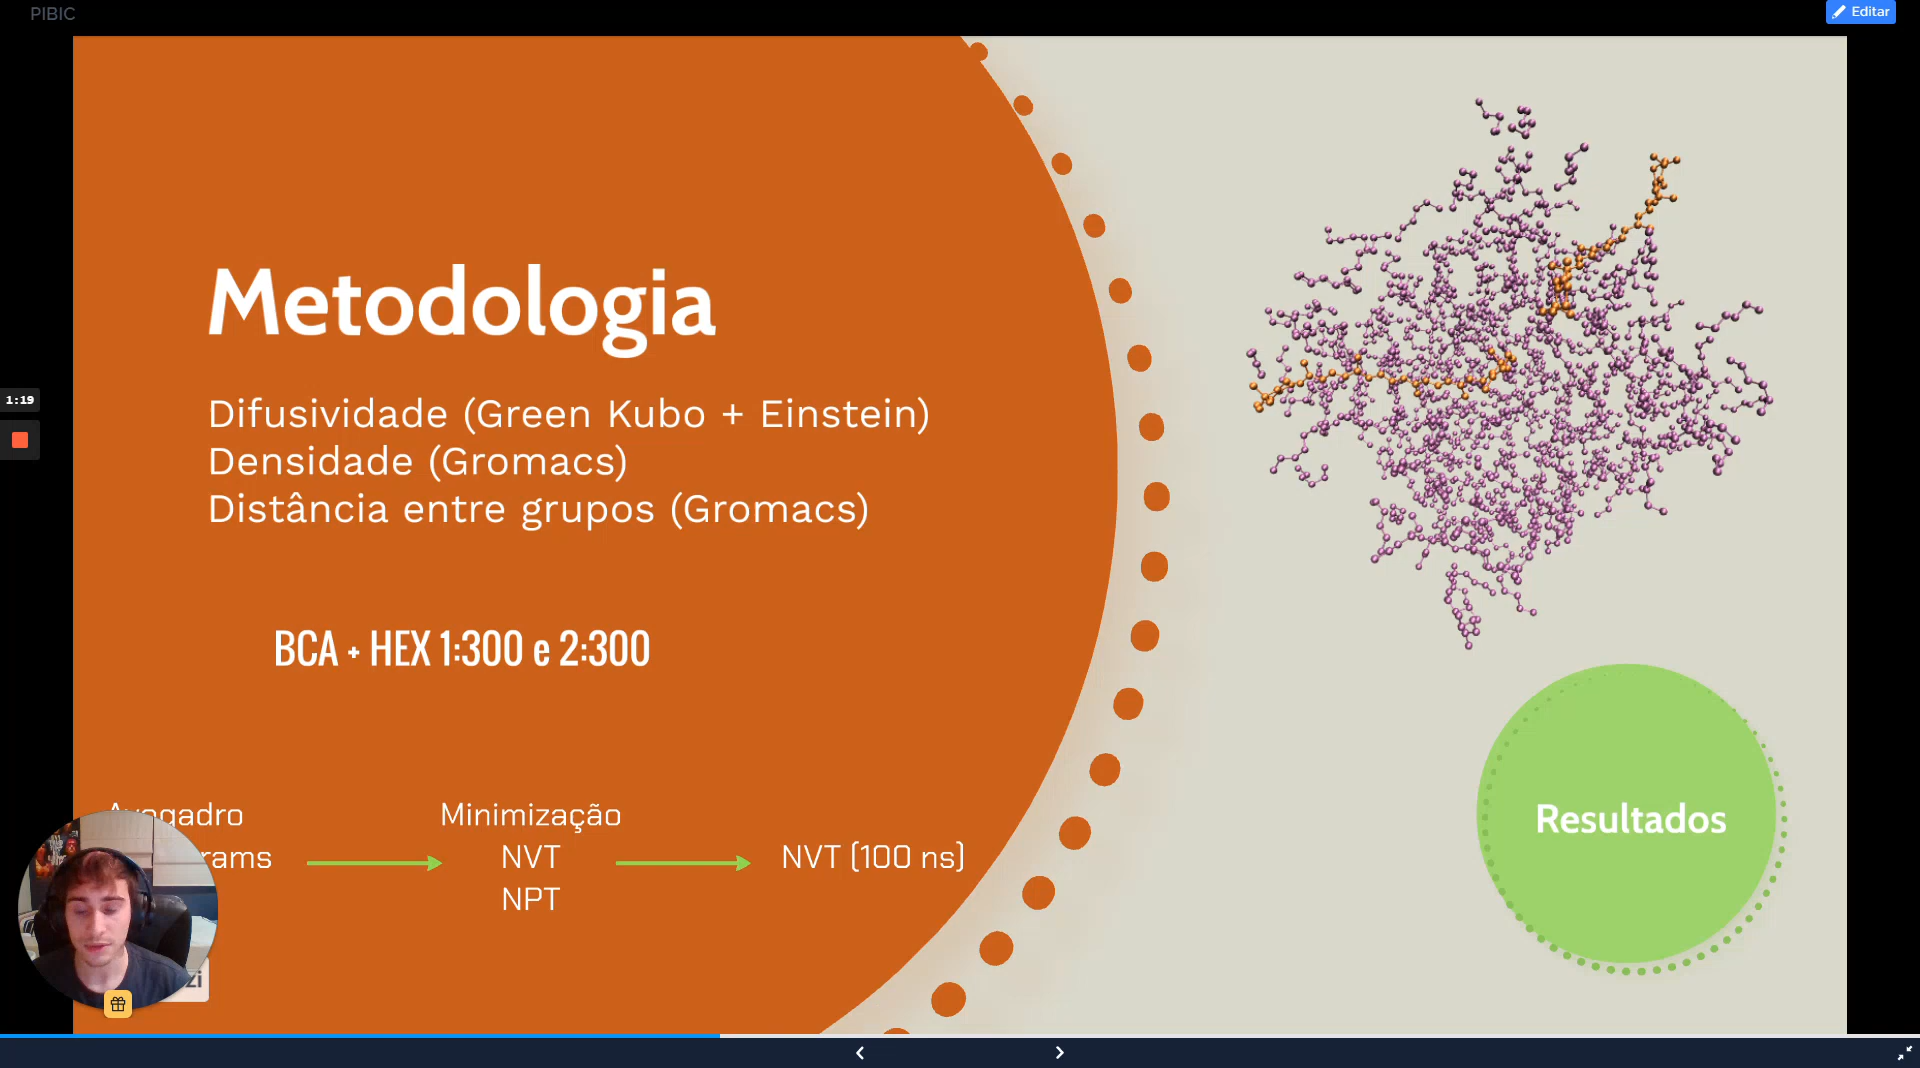 PIBIC
Editar
Metodologia
Difusividade (Green Kubo + Einstein)
Densidade (Gromacs)
Distância entre grupos (Gromacs)
1:19
BCA + HEX 1:300 e 2:300
Avogadro
Minimização
NVT
NPT
NVT (100 ns)
Resultados